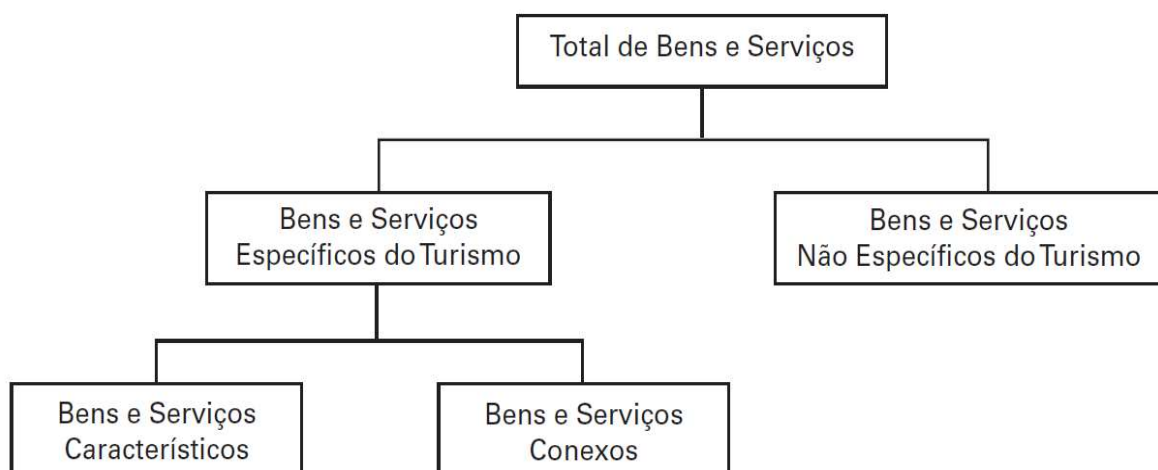 Total de Bens e Serviços
Bens e Serviços
Específicos do Turismo
Bens e Serviços
Não Específicos do Turismo
Bens e Serviços
Característicos
Bens e Serviços
Conexos